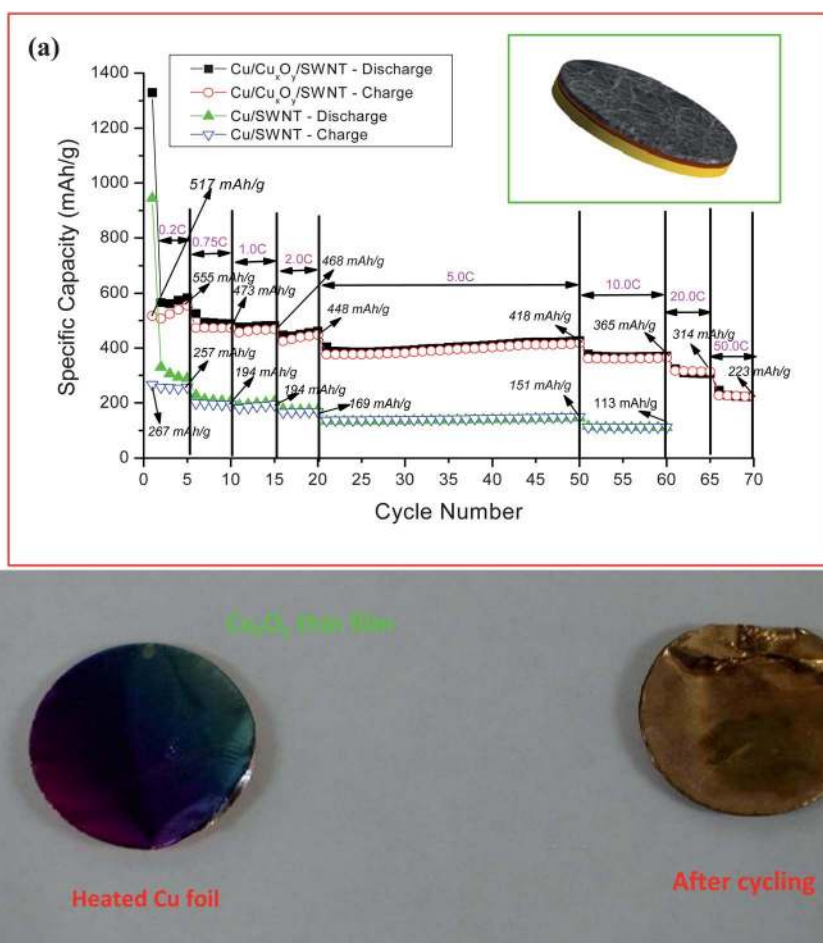 (a)
Cu/CuxOy/SWNT - Discharge
Cu/CuxOy/SWNT - Charge
Cu/SWNT - Discharge
Cu/SWNT - Charge
Specific Capacity (mAh/g)
1400
1200
1000
800
600
400
200
0
517 mAh/g
0.2C
0.75C
1.0C
2.0C
468 mAh/g
5.0C
10.0C
20.0C
50.0C
555 mAh/g
473 mAh/g
448 mAh/g
418 mAh/g
365 mAh/g
314 mAh/g
223 mAh/g
257 mAh/g
194 mAh/g
194 mAh/g
169 mAh/g
151 mAh/g
113 mAh/g
267 mAh/g
0 5 10 15 20 25 30 35 40 45 50 55 60 65 70
Cycle Number
thin film
Heated Cu foil
After cycling